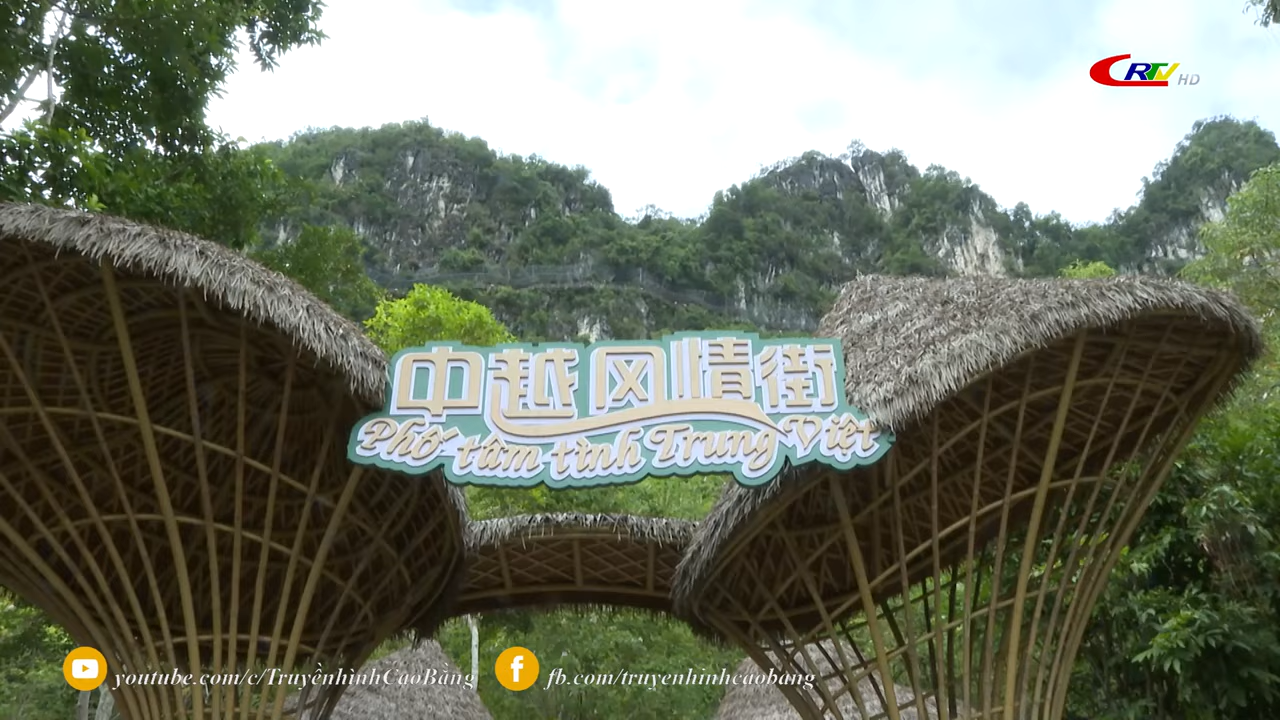 CRTV HD
中越风情街
Phố tâm tình Trung Việt
youtube.com/c/TruyềnhìnhCaoBằng
fb.com/truyenhinhcaobang